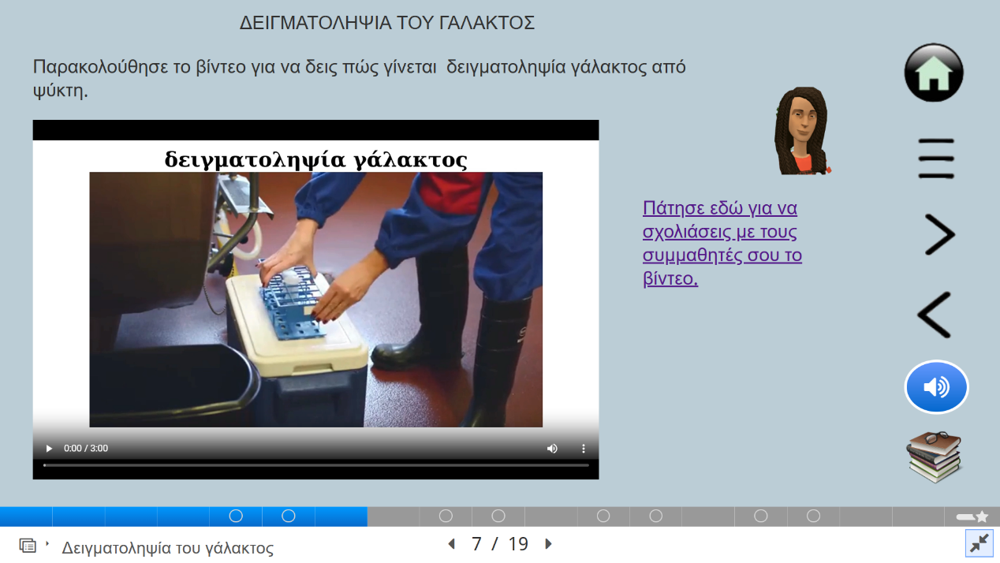 ΔΕΙΓΜΑΤΟΛΗΨΙΑ ΤΟΥ ΓΑΛΑΚΤΟΣ
Παρακολούθησε το βίντεο για να δεις πώς γίνεται  δειγματοληψία γάλακτος από
ψύκτη.
δειγματοληψία γάλακτος
Πάτησε εδώ για να
σχολιάσεις με τους
συμμαθητές σου το
βίντεο.
0:00 / 3:00
Δειγματοληψία του γάλακτος
7 / 19